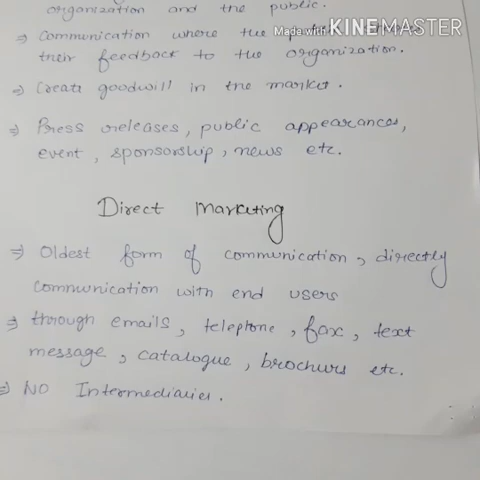 organization and the public.
Made with KINEMASTER
⇒ Communication where the
their feedback to the organization.
⇒ Create goodwill in the market.
⇒ Press releases, public appearances,
event, sponsorship, news etc.
Direct Marketing
⇒ Oldest form of communication, directly
communication with end users
⇒ through emails, telephone, fax, text
message, catalogue, brochurs etc.
⇒ NO Intermediaries.